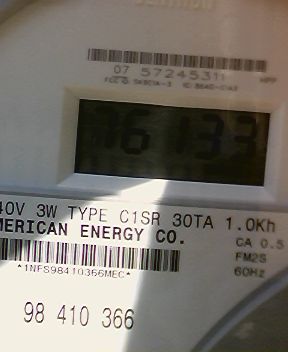 07 57245311
76133
40V 3W TYPE C1SR 30TA 1.0Kh
MERICAN ENERGY CO.
CA 0.5
FM2S
60Hz
*1NFS98410366MEC*
98 410 366